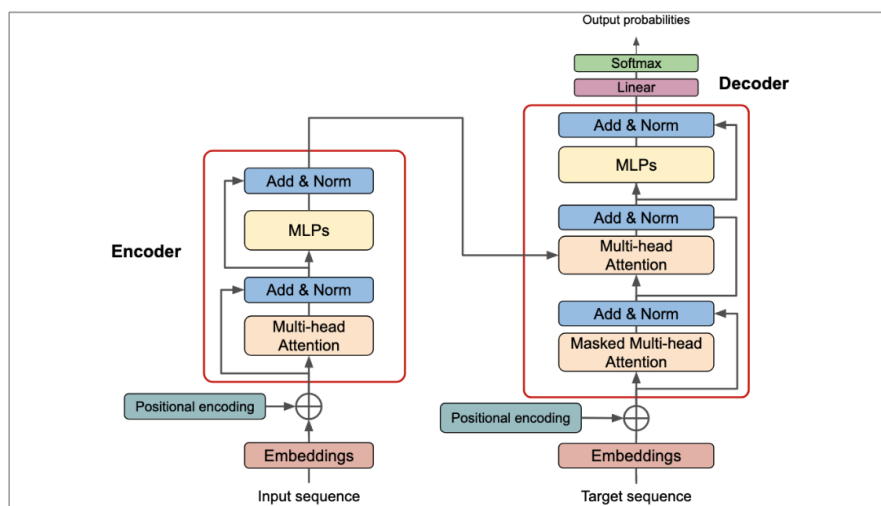 Output probabilities
Softmax
Linear
Decoder
Add & Norm
MLPs
Add & Norm
Multi-head
Attention
Add & Norm
Masked Multi-head
Attention
Positional encoding
Embeddings
Target sequence
Encoder
Add & Norm
MLPs
Add & Norm
Multi-head
Attention
Positional encoding
Embeddings
Input sequence